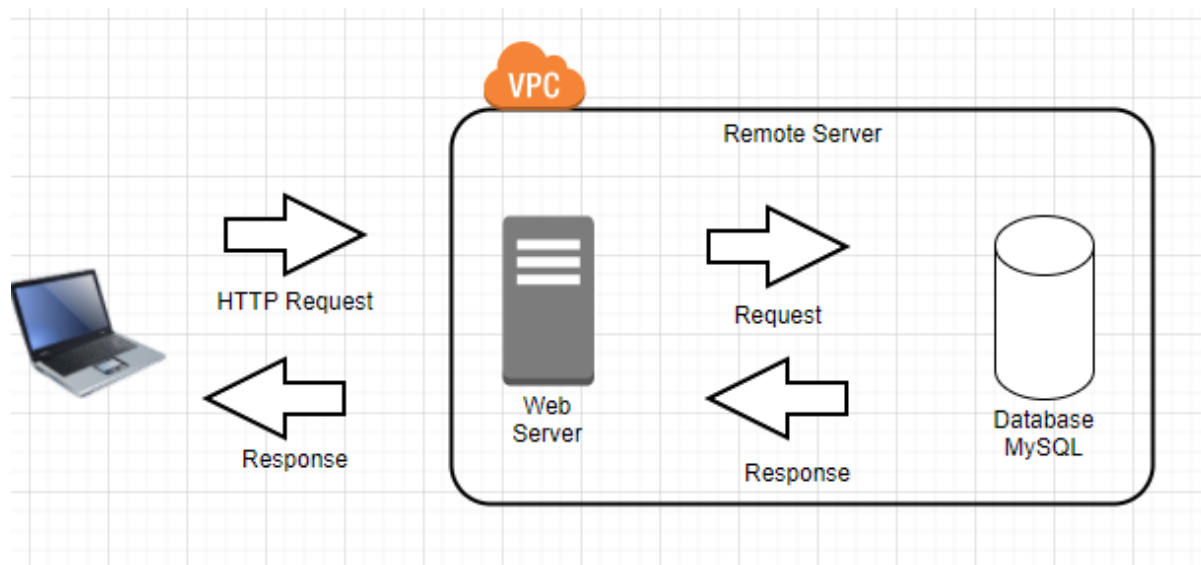 VPC
Remote Server
HTTP Request
Request
Web
Server
Database
MySQL
Response
Response